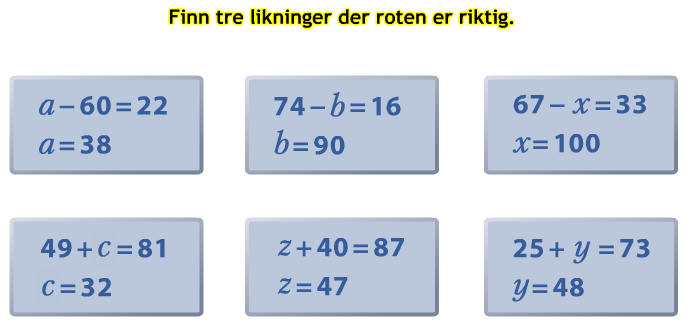 Finn tre likninger der roten er riktig.
a-60=22
a=38
74-b=16
b=90
67-x=33
x=100
49+c=81
c=32
z+40=87
z=47
25+y=73
y=48